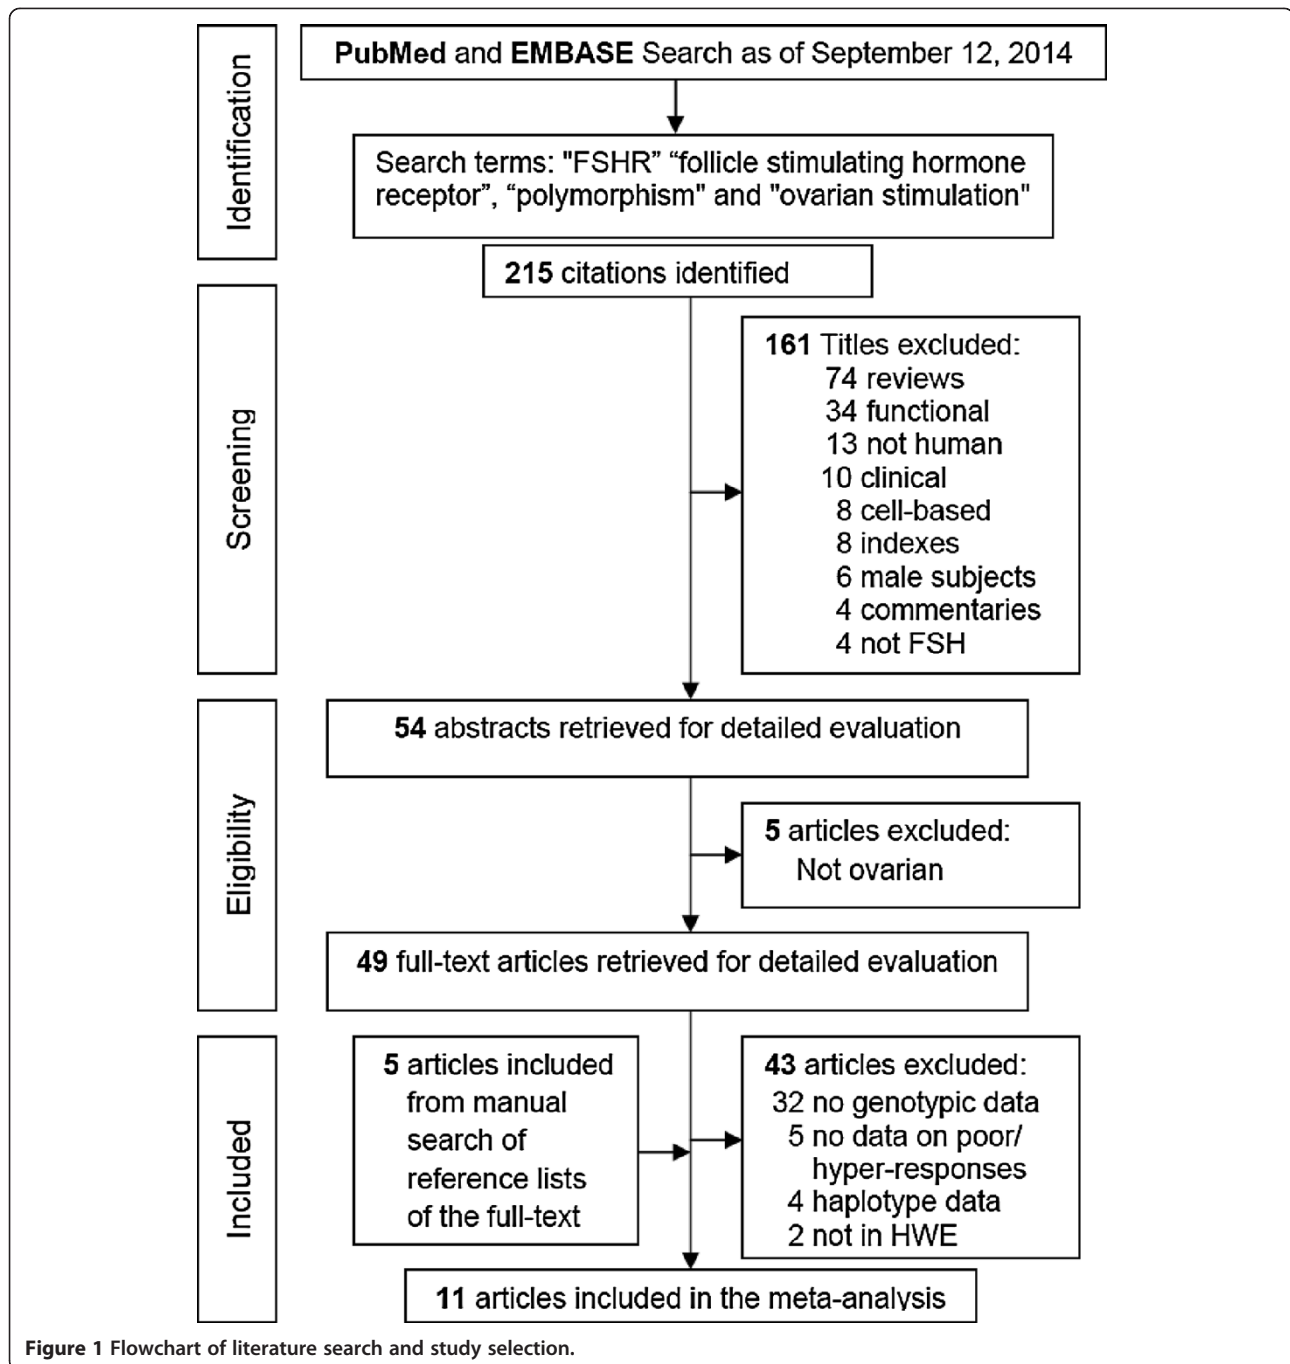 Identification
PubMed and EMBASE Search as of September 12, 2014
Search terms: "FSHR” “follicle stimulating hormone
receptor”, “polymorphism" and "ovarian stimulation"
215 citations identified
Screening
161 Titles excluded:
74 reviews
34 functional
13 not human
10 clinical
8 cell-based
8 indexes
6 male subjects
4 commentaries
4 not FSH
Eligibility
54 abstracts retrieved for detailed evaluation
5 articles excluded:
Not ovarian
49 full-text articles retrieved for detailed evaluation
Included
5 articles included
from manual
search of
reference lists
of the full-text
43 articles excluded:
32 no genotypic data
5 no data on poor/
hyper-responses
4 haplotype data
2 not in HWE
11 articles included in the meta-analysis
Figure 1 Flowchart of literature search and study selection.